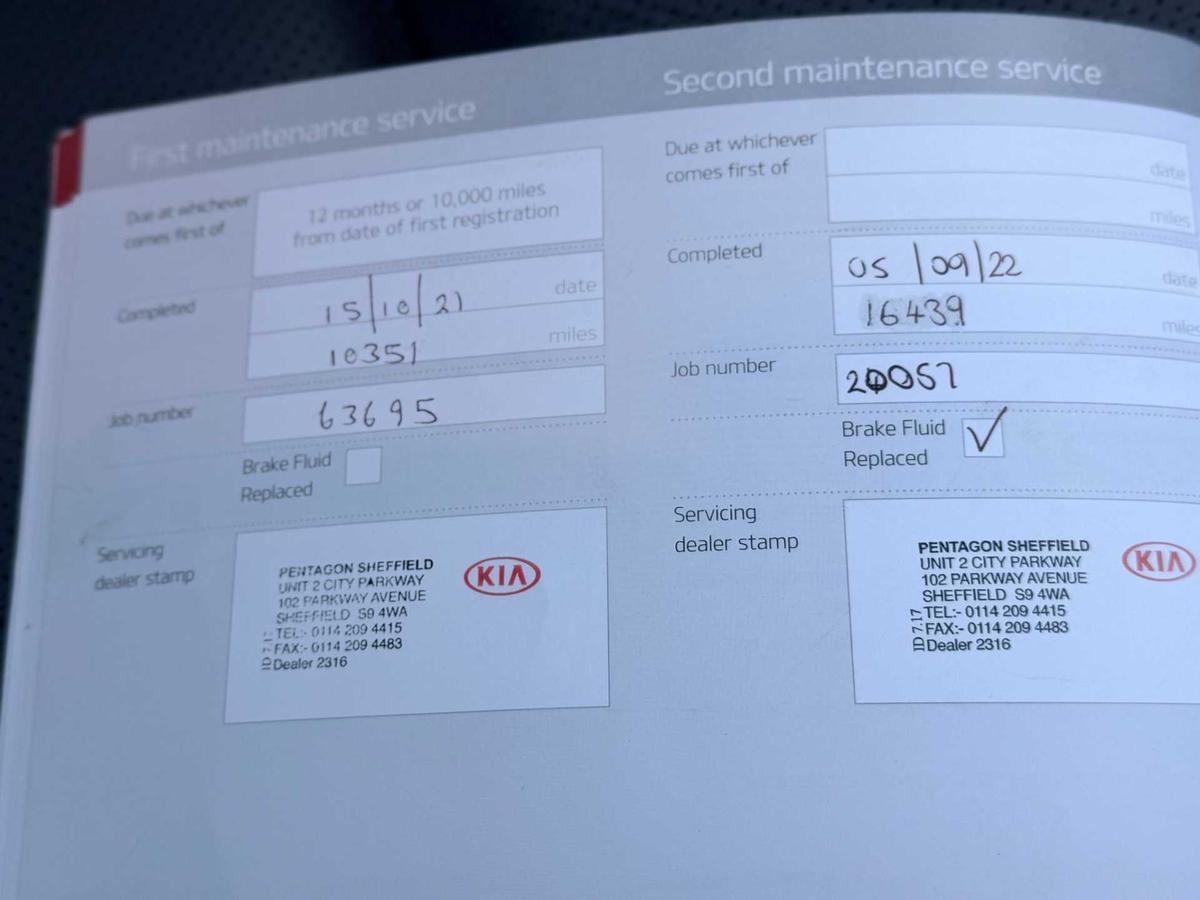 First maintenance service
Due at whichever
comes first of
12 months or 10,000 miles
from date of first registration
Completed
15/10/21 date
10351 miles
Job number
63695
Brake Fluid
Replaced
Servicing
dealer stamp
PENTAGON SHEFFIELD
UNIT 2 CITY PARKWAY
102 PARKWAY AVENUE
SHEFFIELD S9 4WA
TEL:- 0114 209 4415
FAX:- 0114 209 4483
Dealer 2316
KIA
Second maintenance service
Due at whichever
comes first of
date
miles
Completed
05/09/22 date
16439 miles
Job number
Brake Fluid
Replaced
Servicing
dealer stamp
PENTAGON SHEFFIELD
UNIT 2 CITY PARKWAY
102 PARKWAY AVENUE
SHEFFIELD S9 4WA
TEL:- 0114 209 4415
FAX:- 0114 209 4483
Dealer 2316
ID 7.17
KIA